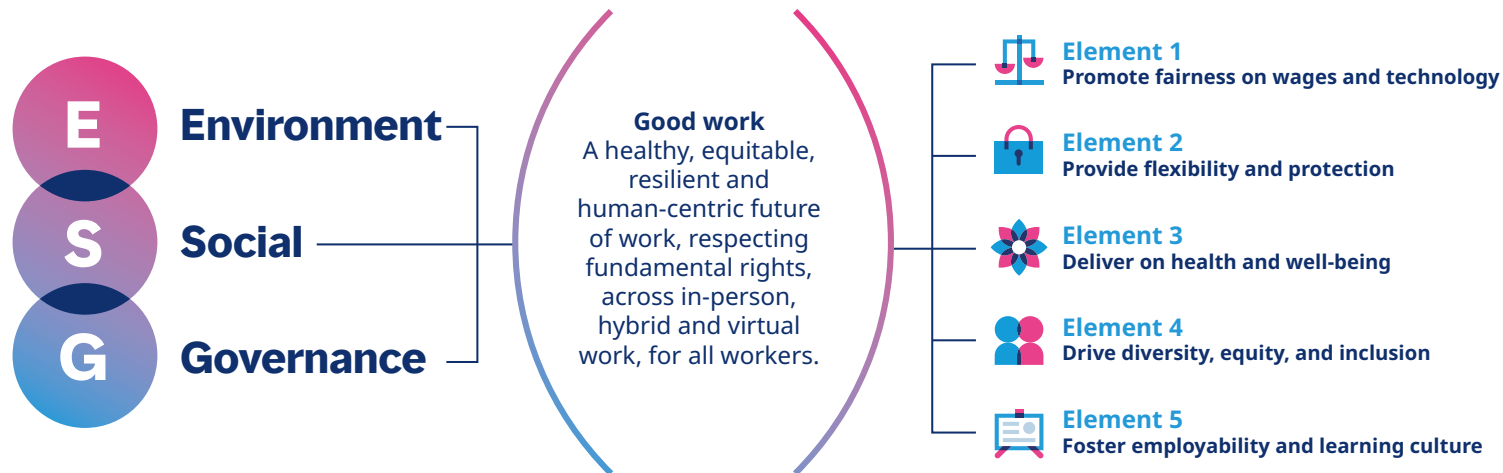 E
Environment
S
Social
G
Governance
Good work
A healthy, equitable,
resilient and
human-centric future
of work, respecting
fundamental rights,
across in-person,
hybrid and virtual
work, for all workers.
Element 1
Promote fairness on wages and technology
Element 2
Provide flexibility and protection
Element 3
Deliver on health and well-being
Element 4
Drive diversity, equity, and inclusion
Element 5
Foster employability and learning culture